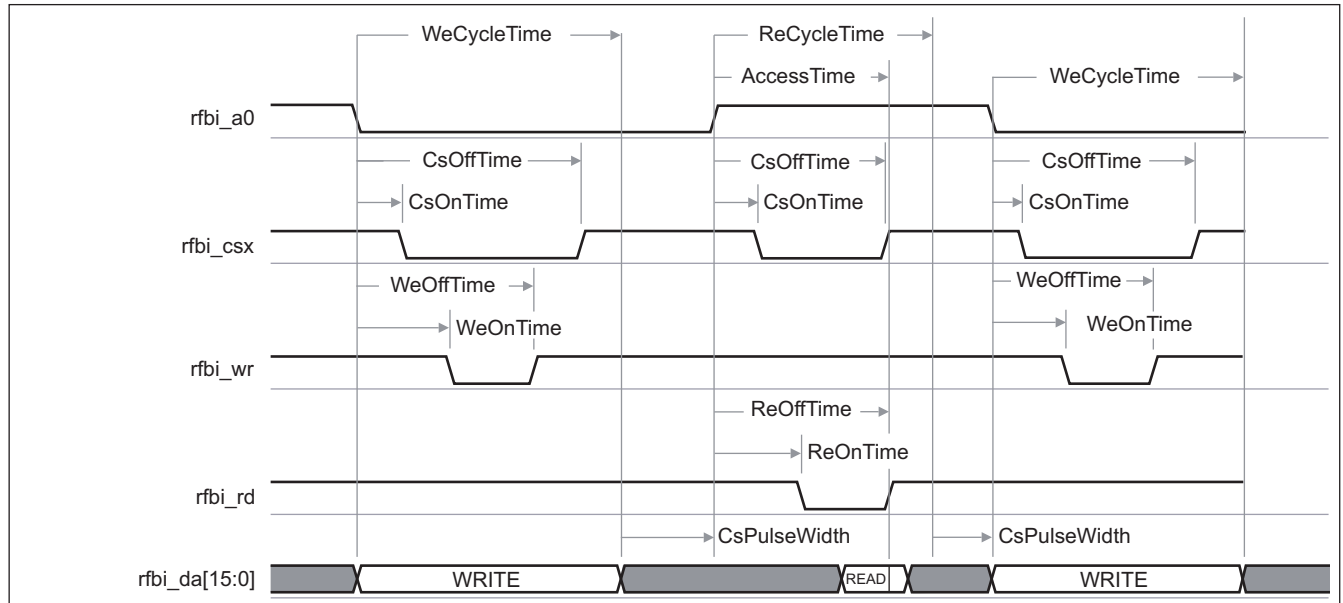 WeCycleTime ReCycleTime
AccessTime WeCycleTime
rfbi_a0
CsOffTime CsOffTime CsOffTime
CsOnTime CsOnTime CsOnTime
rfbi_csx
WeOffTime WeOffTime
WeOnTime WeOnTime
rfbi_wr
ReOffTime
ReOnTime
rfbi_rd
CsPulseWidth CsPulseWidth
rfbi_da[15:0] WRITE READ WRITE